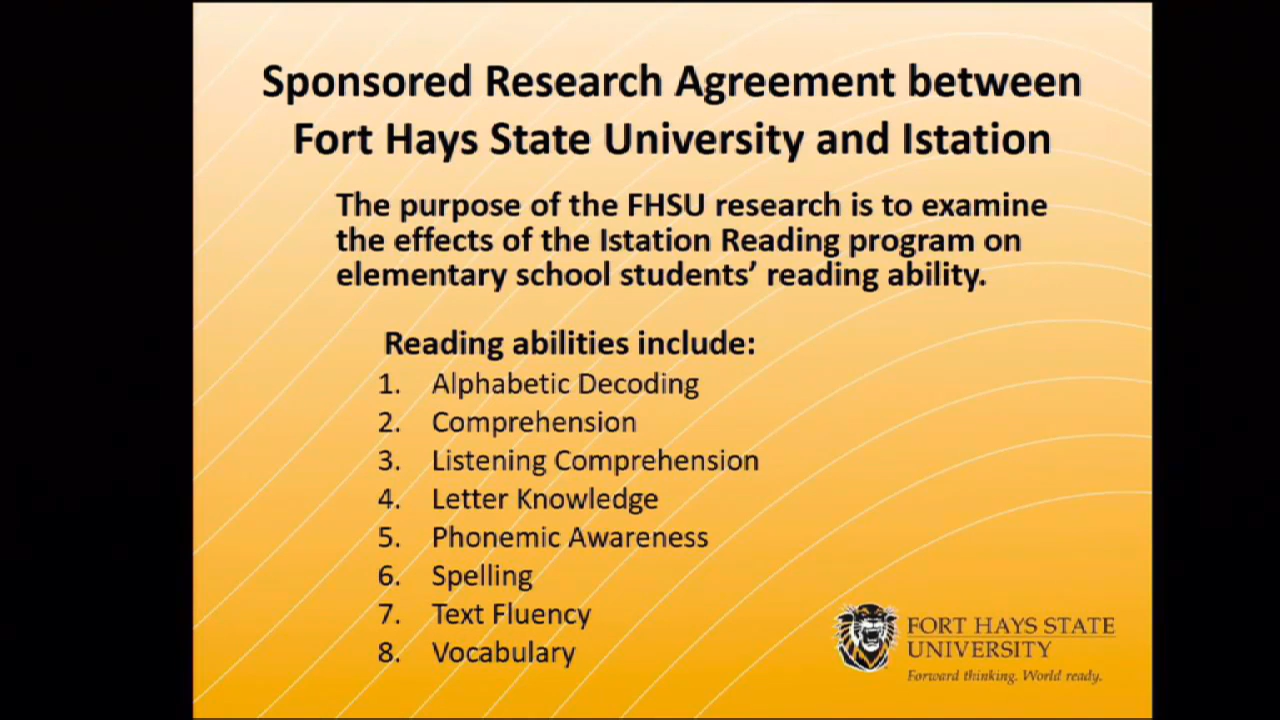 Sponsored Research Agreement between
Fort Hays State University and Istation
The purpose of the FHSU research is to examine
the effects of the Istation Reading program on
elementary school students’ reading ability.
Reading abilities include:
1. Alphabetic Decoding
2. Comprehension
3. Listening Comprehension
4. Letter Knowledge
5. Phonemic Awareness
6. Spelling
7. Text Fluency
8. Vocabulary
FORT HAYS STATE
UNIVERSITY
Forward thinking. World ready.